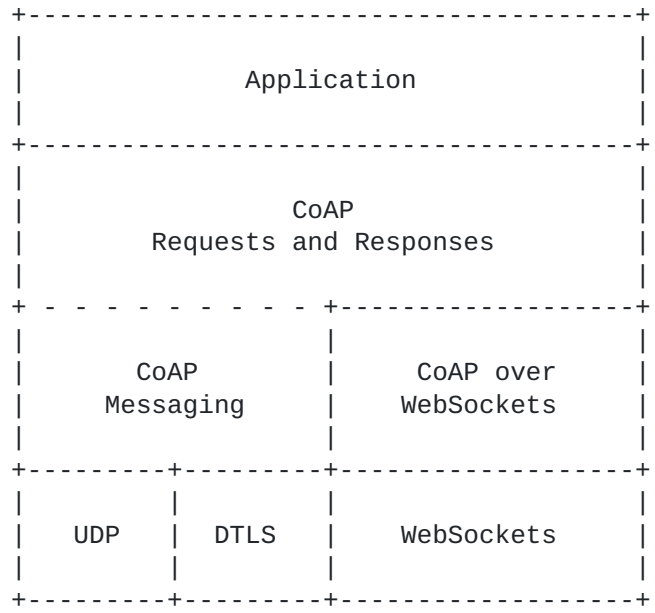 Application
CoAP
Requests and Responses
CoAP
Messaging
CoAP over
WebSockets
UDP
DTLS
WebSockets